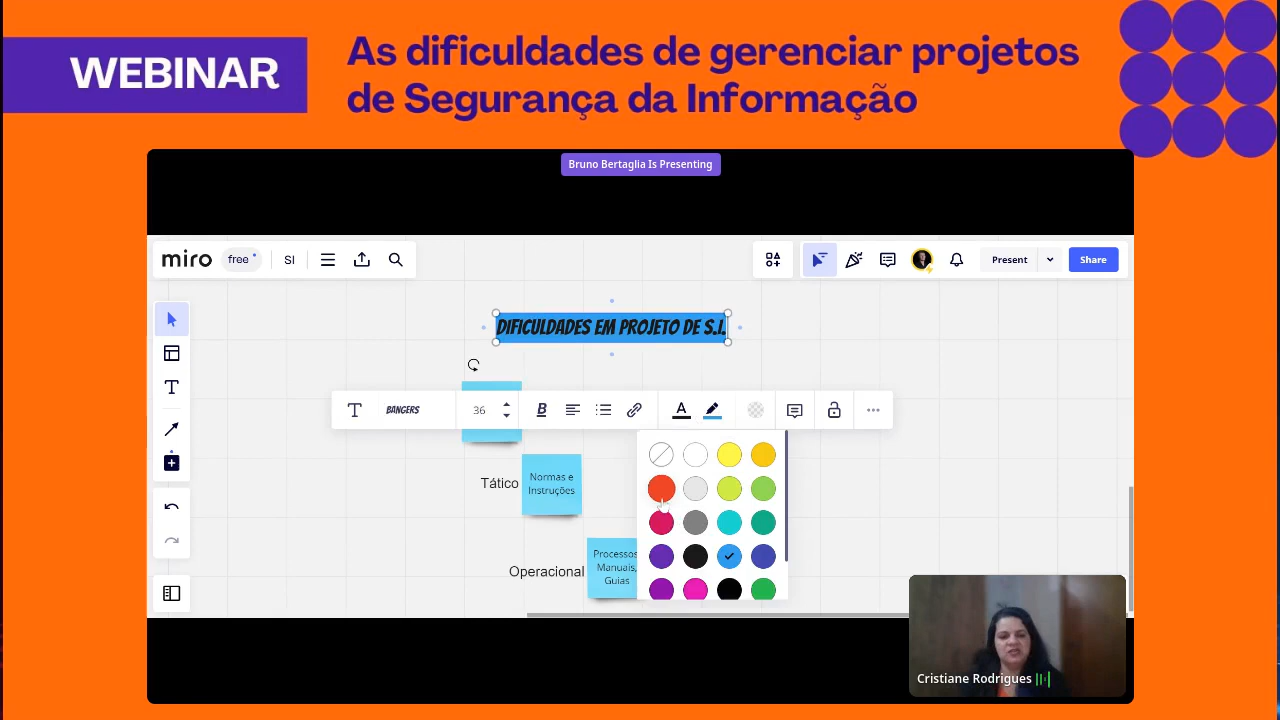 WEBINAR
As dificuldades de gerenciar projetos
de Segurança da Informação
Bruno Bertaglia Is Presenting
miro
free
SI
Present
Share
DIFICULDADES EM PROJETO DE S.I.
T
BANGERS
36
B
A
Tático
Normas e
Instruções
Operacional
Processos
Manuais,
Guias
Cristiane Rodrigues